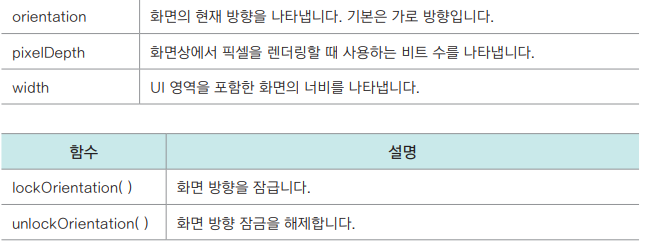 orientation 화면의 현재 방향을 나타냅니다. 기본은 가로 방향입니다.
pixelDepth 화면상에서 픽셀을 렌더링할 때 사용하는 비트 수를 나타냅니다.
width UI 영역을 포함한 화면의 너비를 나타냅니다.
함수 설명
lockOrientation( ) 화면 방향을 잠급니다.
unlockOrientation( ) 화면 방향 잠금을 해제합니다.